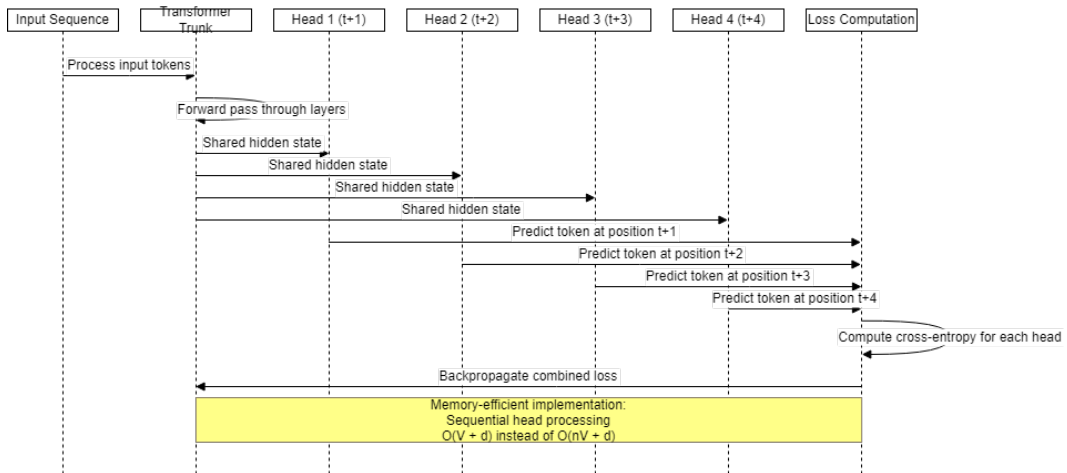 Input Sequence
Transformer
Trunk
Head 1 (t+1)
Head 2 (t+2)
Head 3 (t+3)
Head 4 (t+4)
Loss Computation
Process input tokens
Forward pass through layers
Shared hidden state
Shared hidden state
Shared hidden state
Shared hidden state
Predict token at position t+1
Predict token at position t+2
Predict token at position t+3
Predict token at position t+4
Compute cross-entropy for each head
Backpropagate combined loss
Memory-efficient implementation:
Sequential head processing
O(V + d) instead of O(nV + d)